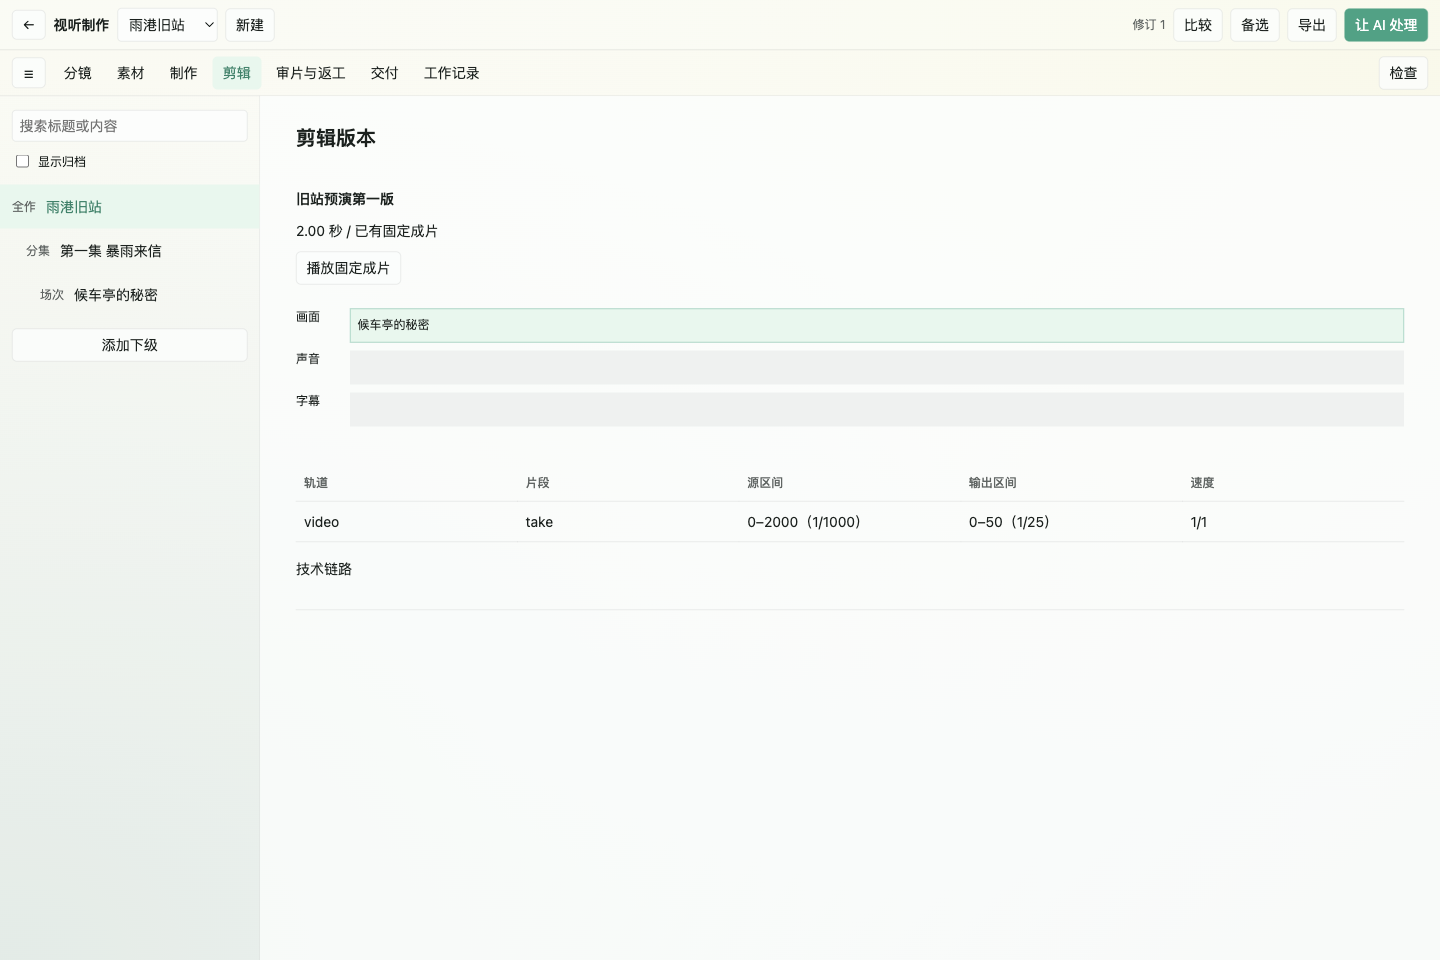 ← 视听制作 雨港旧站 新建 修订 1 比较 备选 导出 让 AI 处理
≡ 分镜 素材 制作 剪辑 审片与返工 交付 工作记录 检查
搜索标题或内容
显示归档
全作 雨港旧站
分集 第一集 暴雨来信
场次 候车亭的秘密
添加下级
剪辑版本
旧站预演第一版
2.00 秒 / 已有固定成片
播放固定成片
画面 候车亭的秘密
声音
字幕
轨道 片段 源区间 输出区间 速度
video take 0–2000（1/1000） 0–50（1/25） 1/1
技术链路